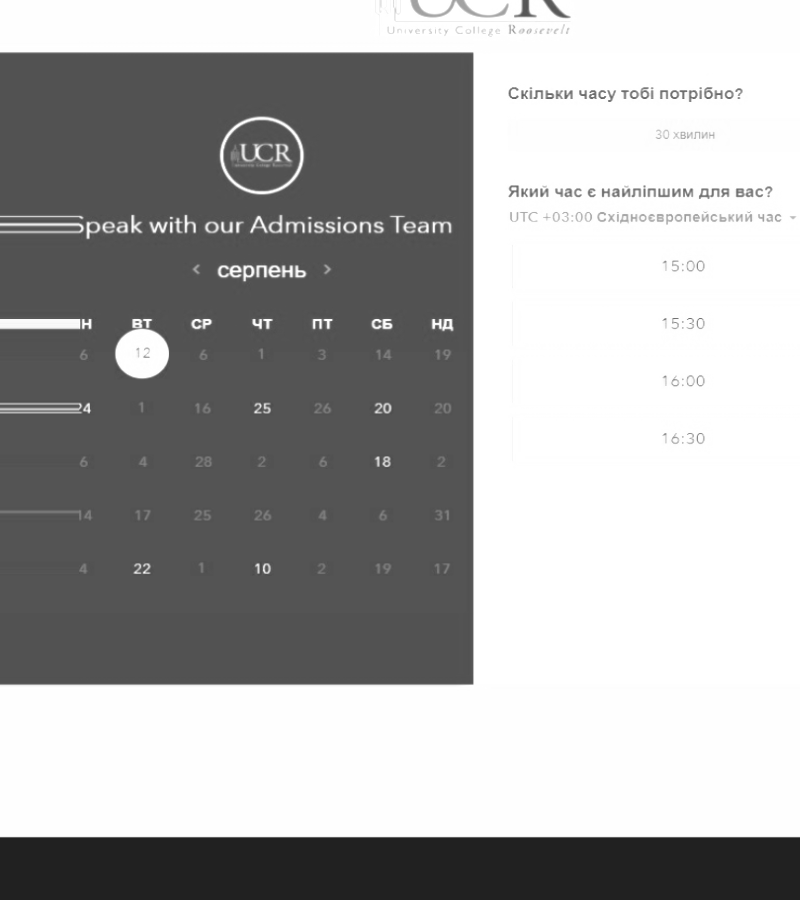 UCR
University College Roosevelt
UCR
Speak with our Admissions Team
< серпень >
Н ВТ СР ЧТ ПТ СБ НД
6 12 6 1 3 14 19
24 1 16 25 26 20 20
6 4 28 2 6 18 2
14 17 25 26 4 6 31
4 22 1 10 2 19 17
Скільки часу тобі потрібно?
30 хвилин
Який час є найліпшим для вас?
UTC +03:00 Східноєвропейський час
15:00
15:30
16:00
16:30